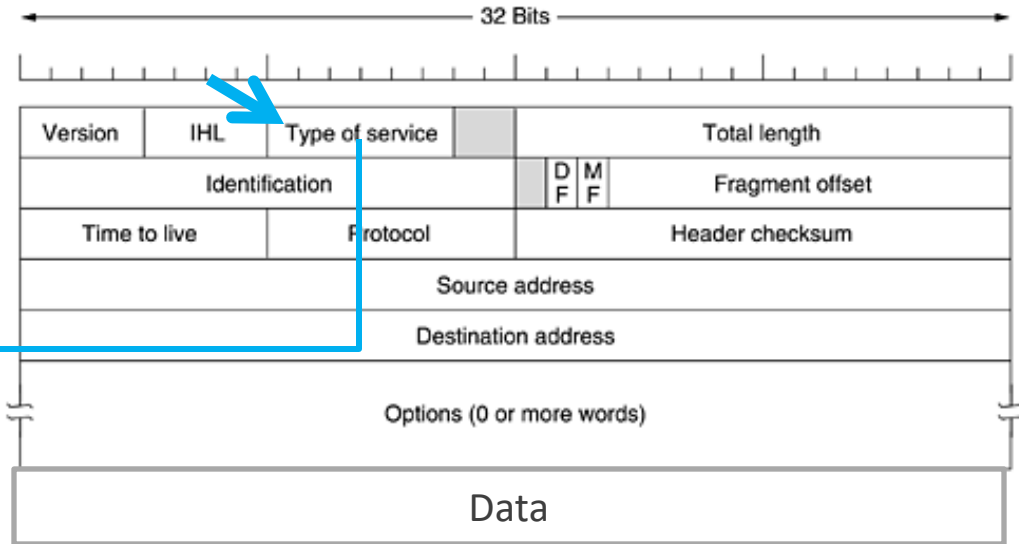 32 Bits
Version IHL Type of service Total length
Identification D F M F Fragment offset
Time to live Protocol Header checksum
Source address
Destination address
Options (0 or more words)
Data